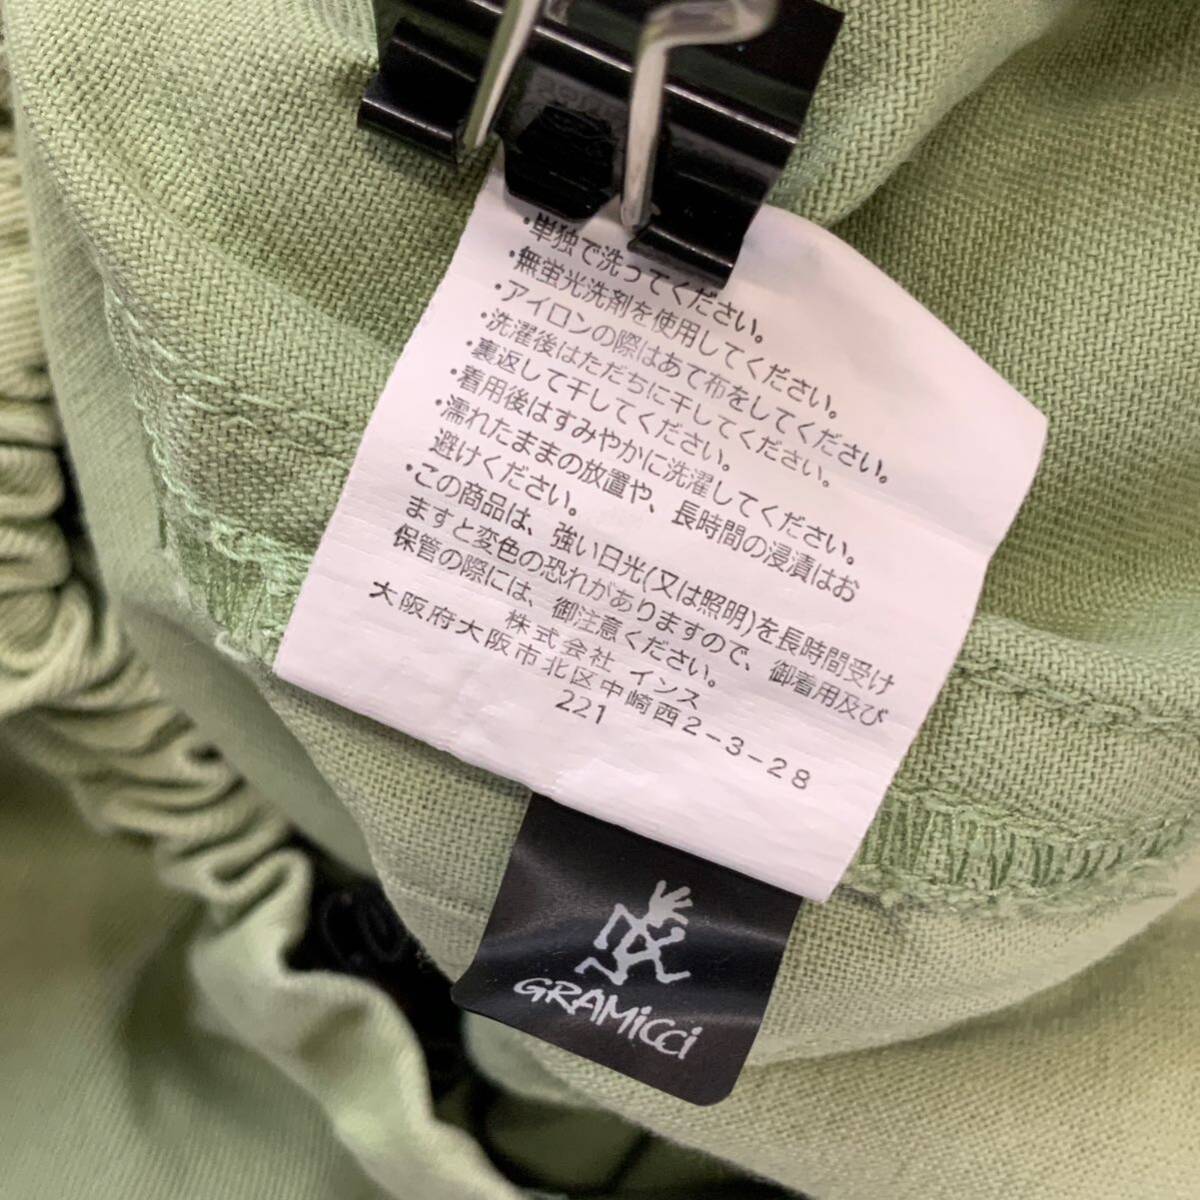 ・単独で洗ってください。
・無蛍光洗剤を使用してください。
・アイロンの際はあて布をしてください。
・洗濯後はただちに干してください。
・裏返して干してください。
・着用後はすみやかに洗濯してください。
・濡れたままの放置や、長時間の浸漬はお
避けください。
・この商品は、強い日光(又は照明)を長時間受け
ますと変色の恐れがありますので、御着用及び
保管の際には、御注意ください。
株式会社 インス
大阪府大阪市北区中崎西2-3-28
221
GRAMiCCi